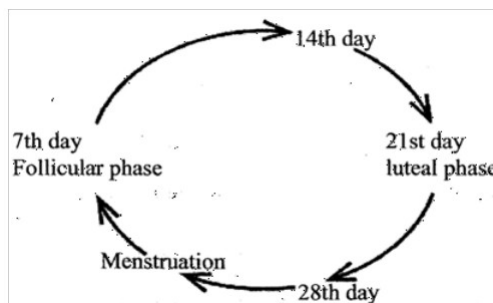 14th day
7th day
Follicular phase
21st day
luteal phase
Menstruation
28th day